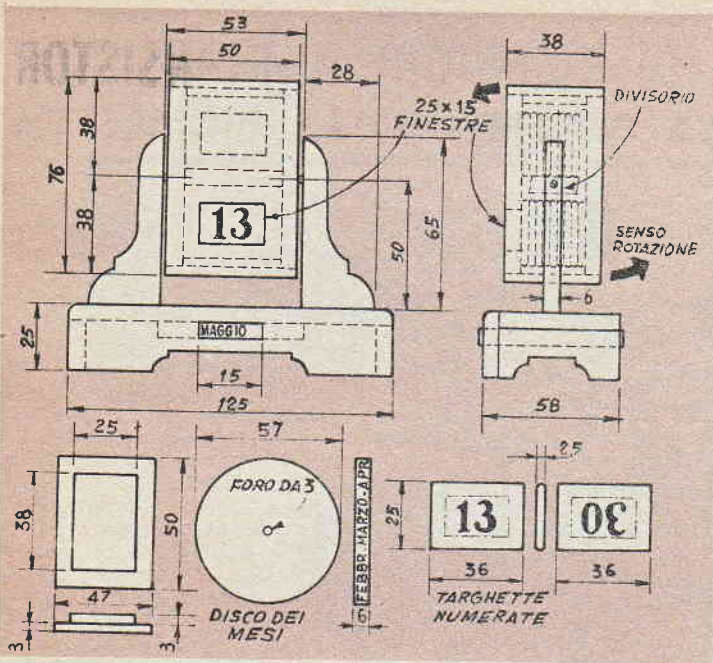 53
50
28
38
76
38
38
25 x 15
FINESTRE
DIVISORIO
13
50
65
SENSO
ROTAZIONE
6
25
MAGGIO
15
125
58
25
38
50
47
3
3
57
FORO DA 3
DISCO DEI
MESI
FEBBR.MARZO-APR
6
2,5
25
13
30
36
36
TARGHETTE
NUMERATE